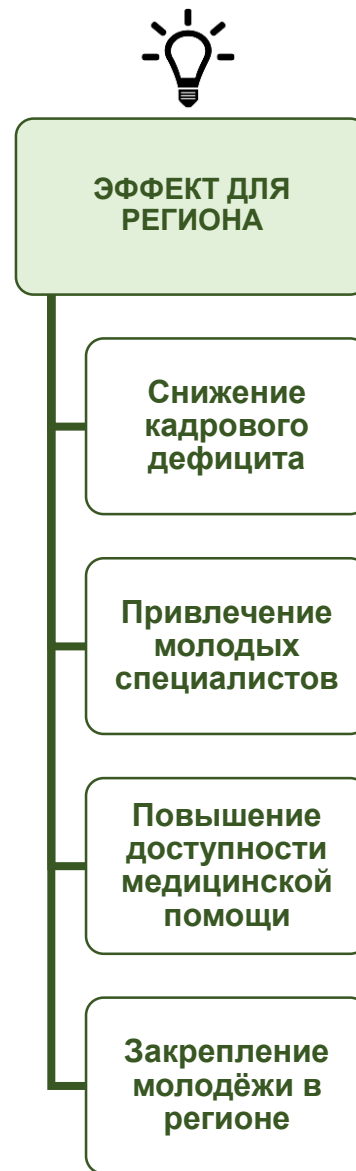 ЭФФЕКТ ДЛЯ
РЕГИОНА
Снижение
кадрового
дефицита
Привлечение
молодых
специалистов
Повышение
доступности
медицинской
помощи
Закрепление
молодёжи в
регионе